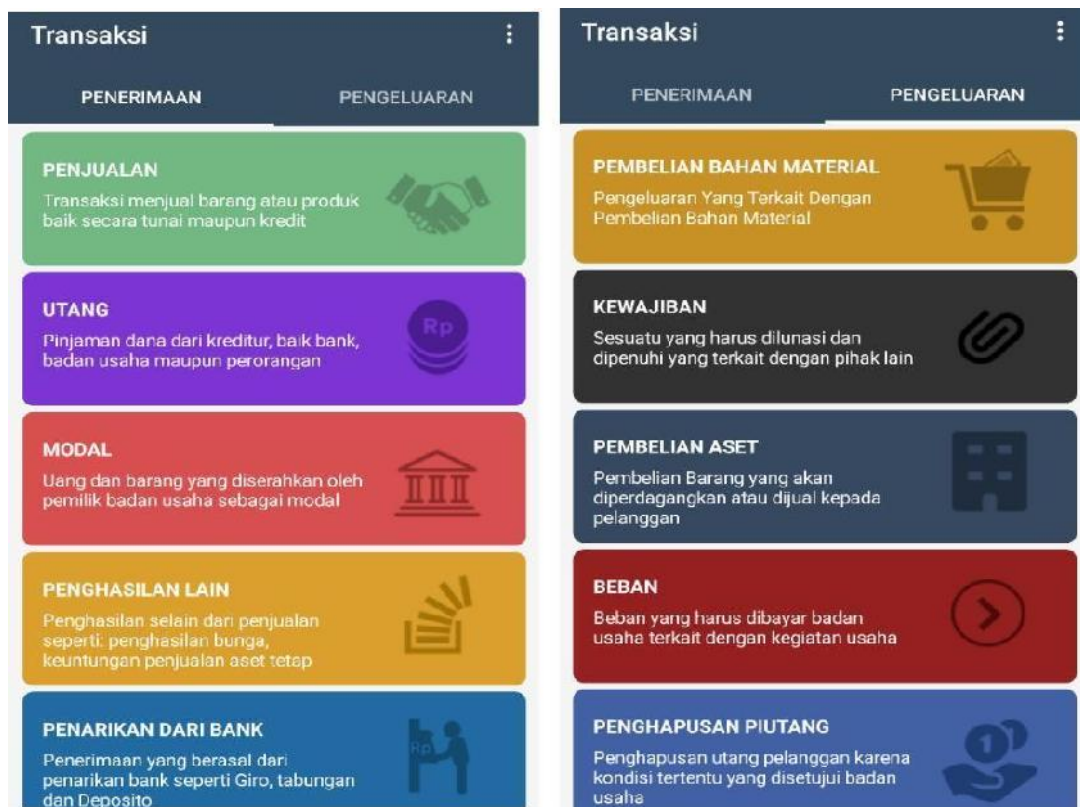 Transaksi
PENERIMAAN
PENGELUARAN
PENJUALAN
Transaksi menjual barang atau produk
baik secara tunai maupun kredit
UTANG
Pinjaman dana dari kreditur, baik bank,
badan usaha maupun perorangan
Rp
MODAL
Uang dan barang yang diserahkan oleh
pemilik badan usaha sebagai modal
PENGHASILAN LAIN
Penghasilan selain dari penjualan
seperti: penghasilan bunga,
keuntungan penjualan aset tetap
PENARIKAN DARI BANK
Penerimaan yang berasal dari
penarikan bank seperti Giro, tabungan
dan Deposito
Rp
Transaksi
PENERIMAAN
PENGELUARAN
PEMBELIAN BAHAN MATERIAL
Pengeluaran Yang Terkait Dengan
Pembelian Bahan Material
KEWAJIBAN
Sesuatu yang harus dilunasi dan
dipenuhi yang terkait dengan pihak lain
PEMBELIAN ASET
Pembelian Barang yang akan
diperdagangkan atau dijual kepada
pelanggan
BEBAN
Beban yang harus dibayar badan
usaha terkait dengan kegiatan usaha
PENGHAPUSAN PIUTANG
Penghapusan utang pelanggan karena
kondisi tertentu yang disetujui badan
usaha
1